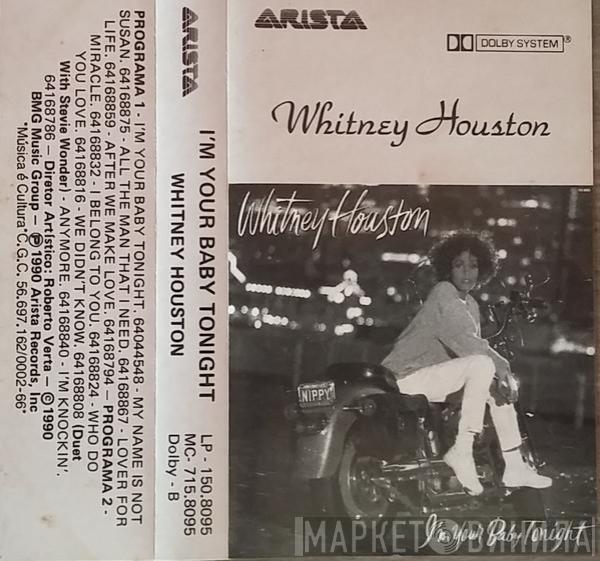 PROGRAMA 1 - I'M YOUR BABY TONIGHT. 64044548 - MY NAME IS NOT
SUSAN. 64168875 - ALL THE MAN THAT I NEED. 64168867 - LOVER FOR
LIFE. 64168859 - AFTER WE MAKE LOVE. 64168794 - PROGRAMA 2 -
MIRACLE. 64168832 - I BELONG TO YOU. 64168824 - WHO DO
YOU LOVE. 64168816 - WE DIDN'T KNOW. 64168808 (Duet
With Stevie Wonder) - ANYMORE. 64168840 - I'M KNOCKIN'.
64168786 - Diretor Artístico: Roberto Verta - ©1990
BMG Music Group - ℗ 1990 Arista Records, Inc
"Música é Cultura" C.G.C. 56.697.162/0002-66"
ARISTA
I'M YOUR BABY TONIGHT
WHITNEY HOUSTON
LP - 150.8095
MC- 715.8095
Dolby - B
ARISTA
DOLBY SYSTEM®
Whitney Houston
Whitney Houston
NIPPY
I'm Your Baby Tonight
МАРКЕТ ВИНИЛА